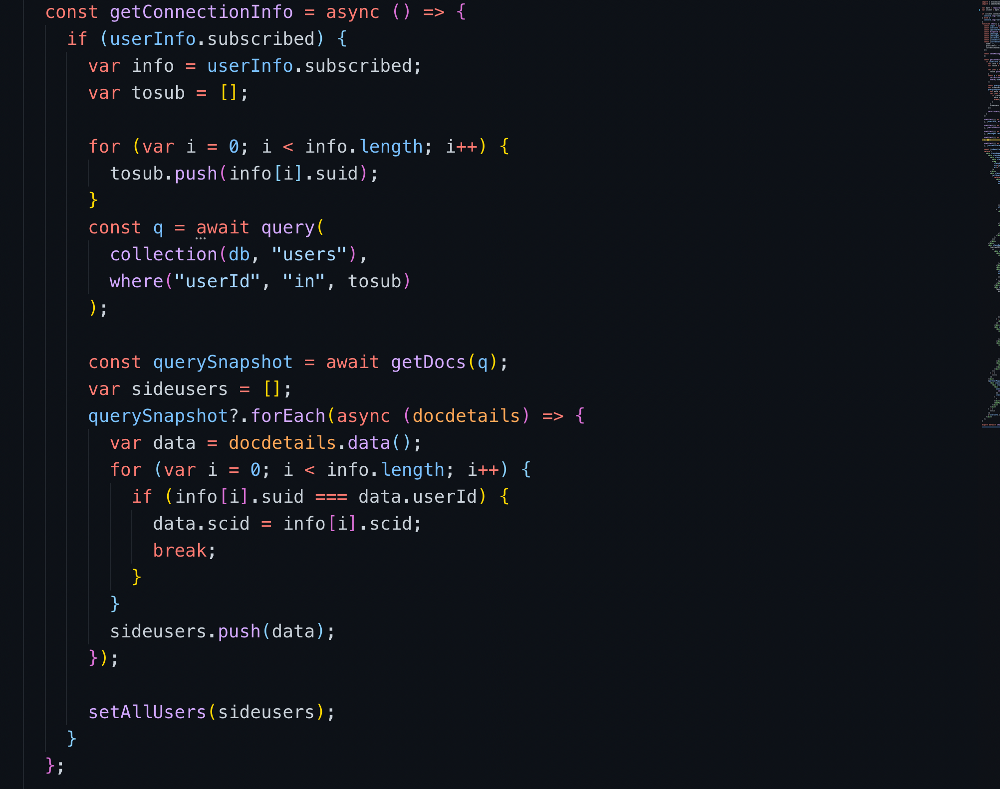 const getConnectionInfo = async () => {
if (userInfo.subscribed) {
var info = userInfo.subscribed;
var tosub = [];
for (var i = 0; i < info.length; i++) {
tosub.push(info[i].suid);
}
const q = await query(
collection(db, "users"),
where("userId", "in", tosub)
);
const querySnapshot = await getDocs(q);
var sideusers = [];
querySnapshot?.forEach(async (docdetails) => {
var data = docdetails.data();
for (var i = 0; i < info.length; i++) {
if (info[i].suid === data.userId) {
data.scid = info[i].scid;
break;
}
}
sideusers.push(data);
});
setAllUsers(sideusers);
}
};